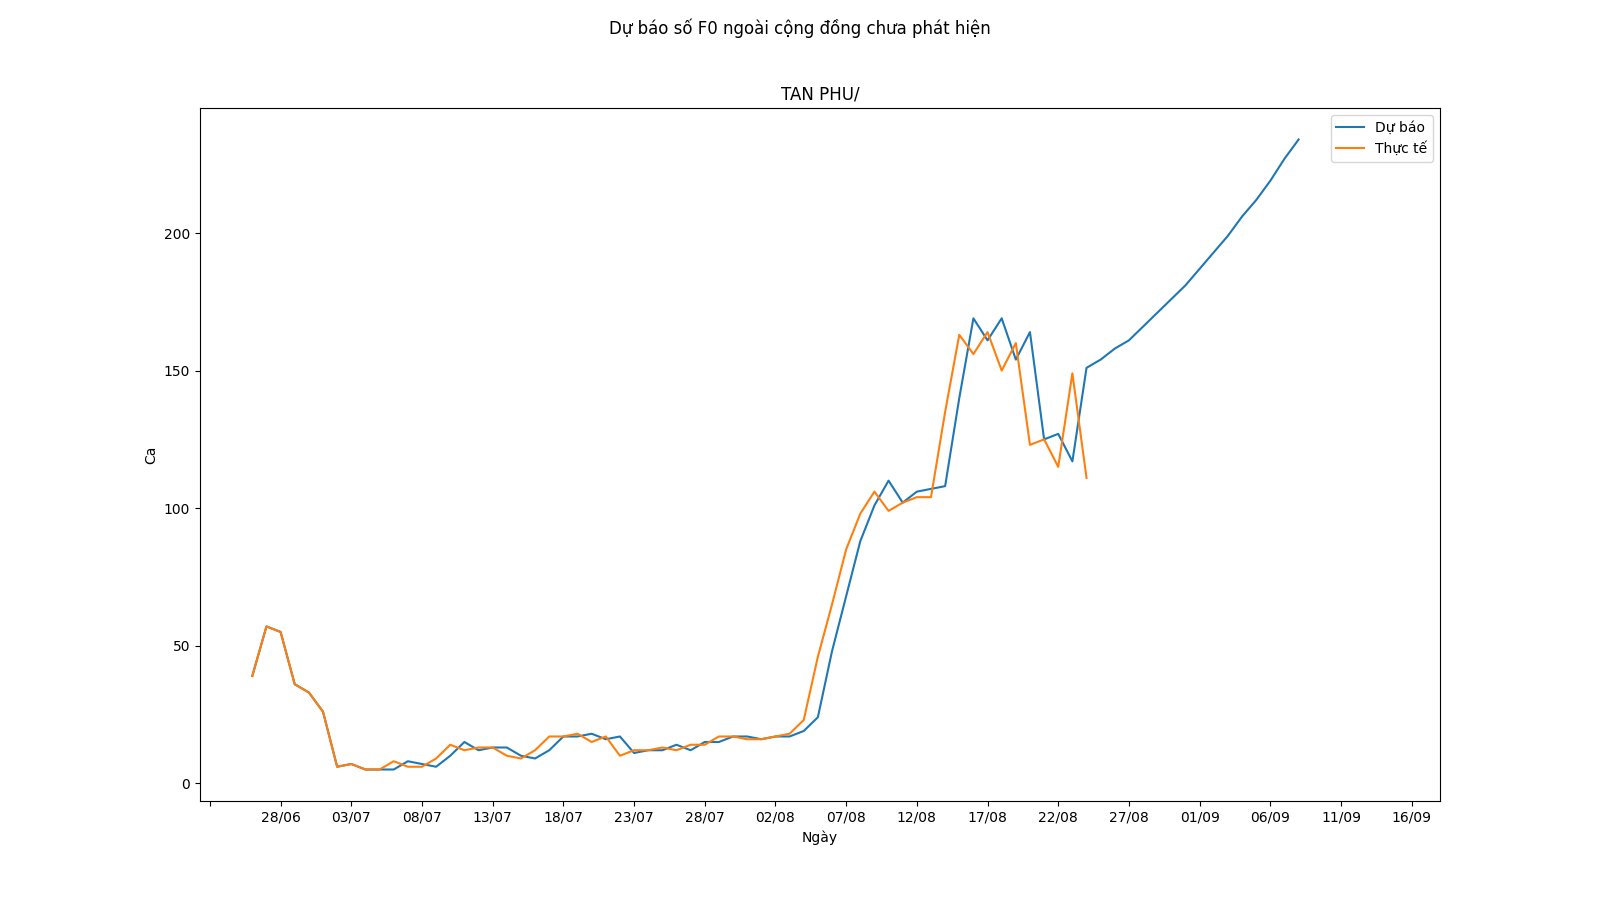 Dự báo số F0 ngoài cộng đồng chưa phát hiện
TAN PHU/
Dự báo
Thực tế
200
150
100
50
0
Ca
28/06 03/07 08/07 13/07 18/07 23/07 28/07 02/08 07/08 12/08 17/08 22/08 27/08 01/09 06/09 11/09 16/09
Ngày